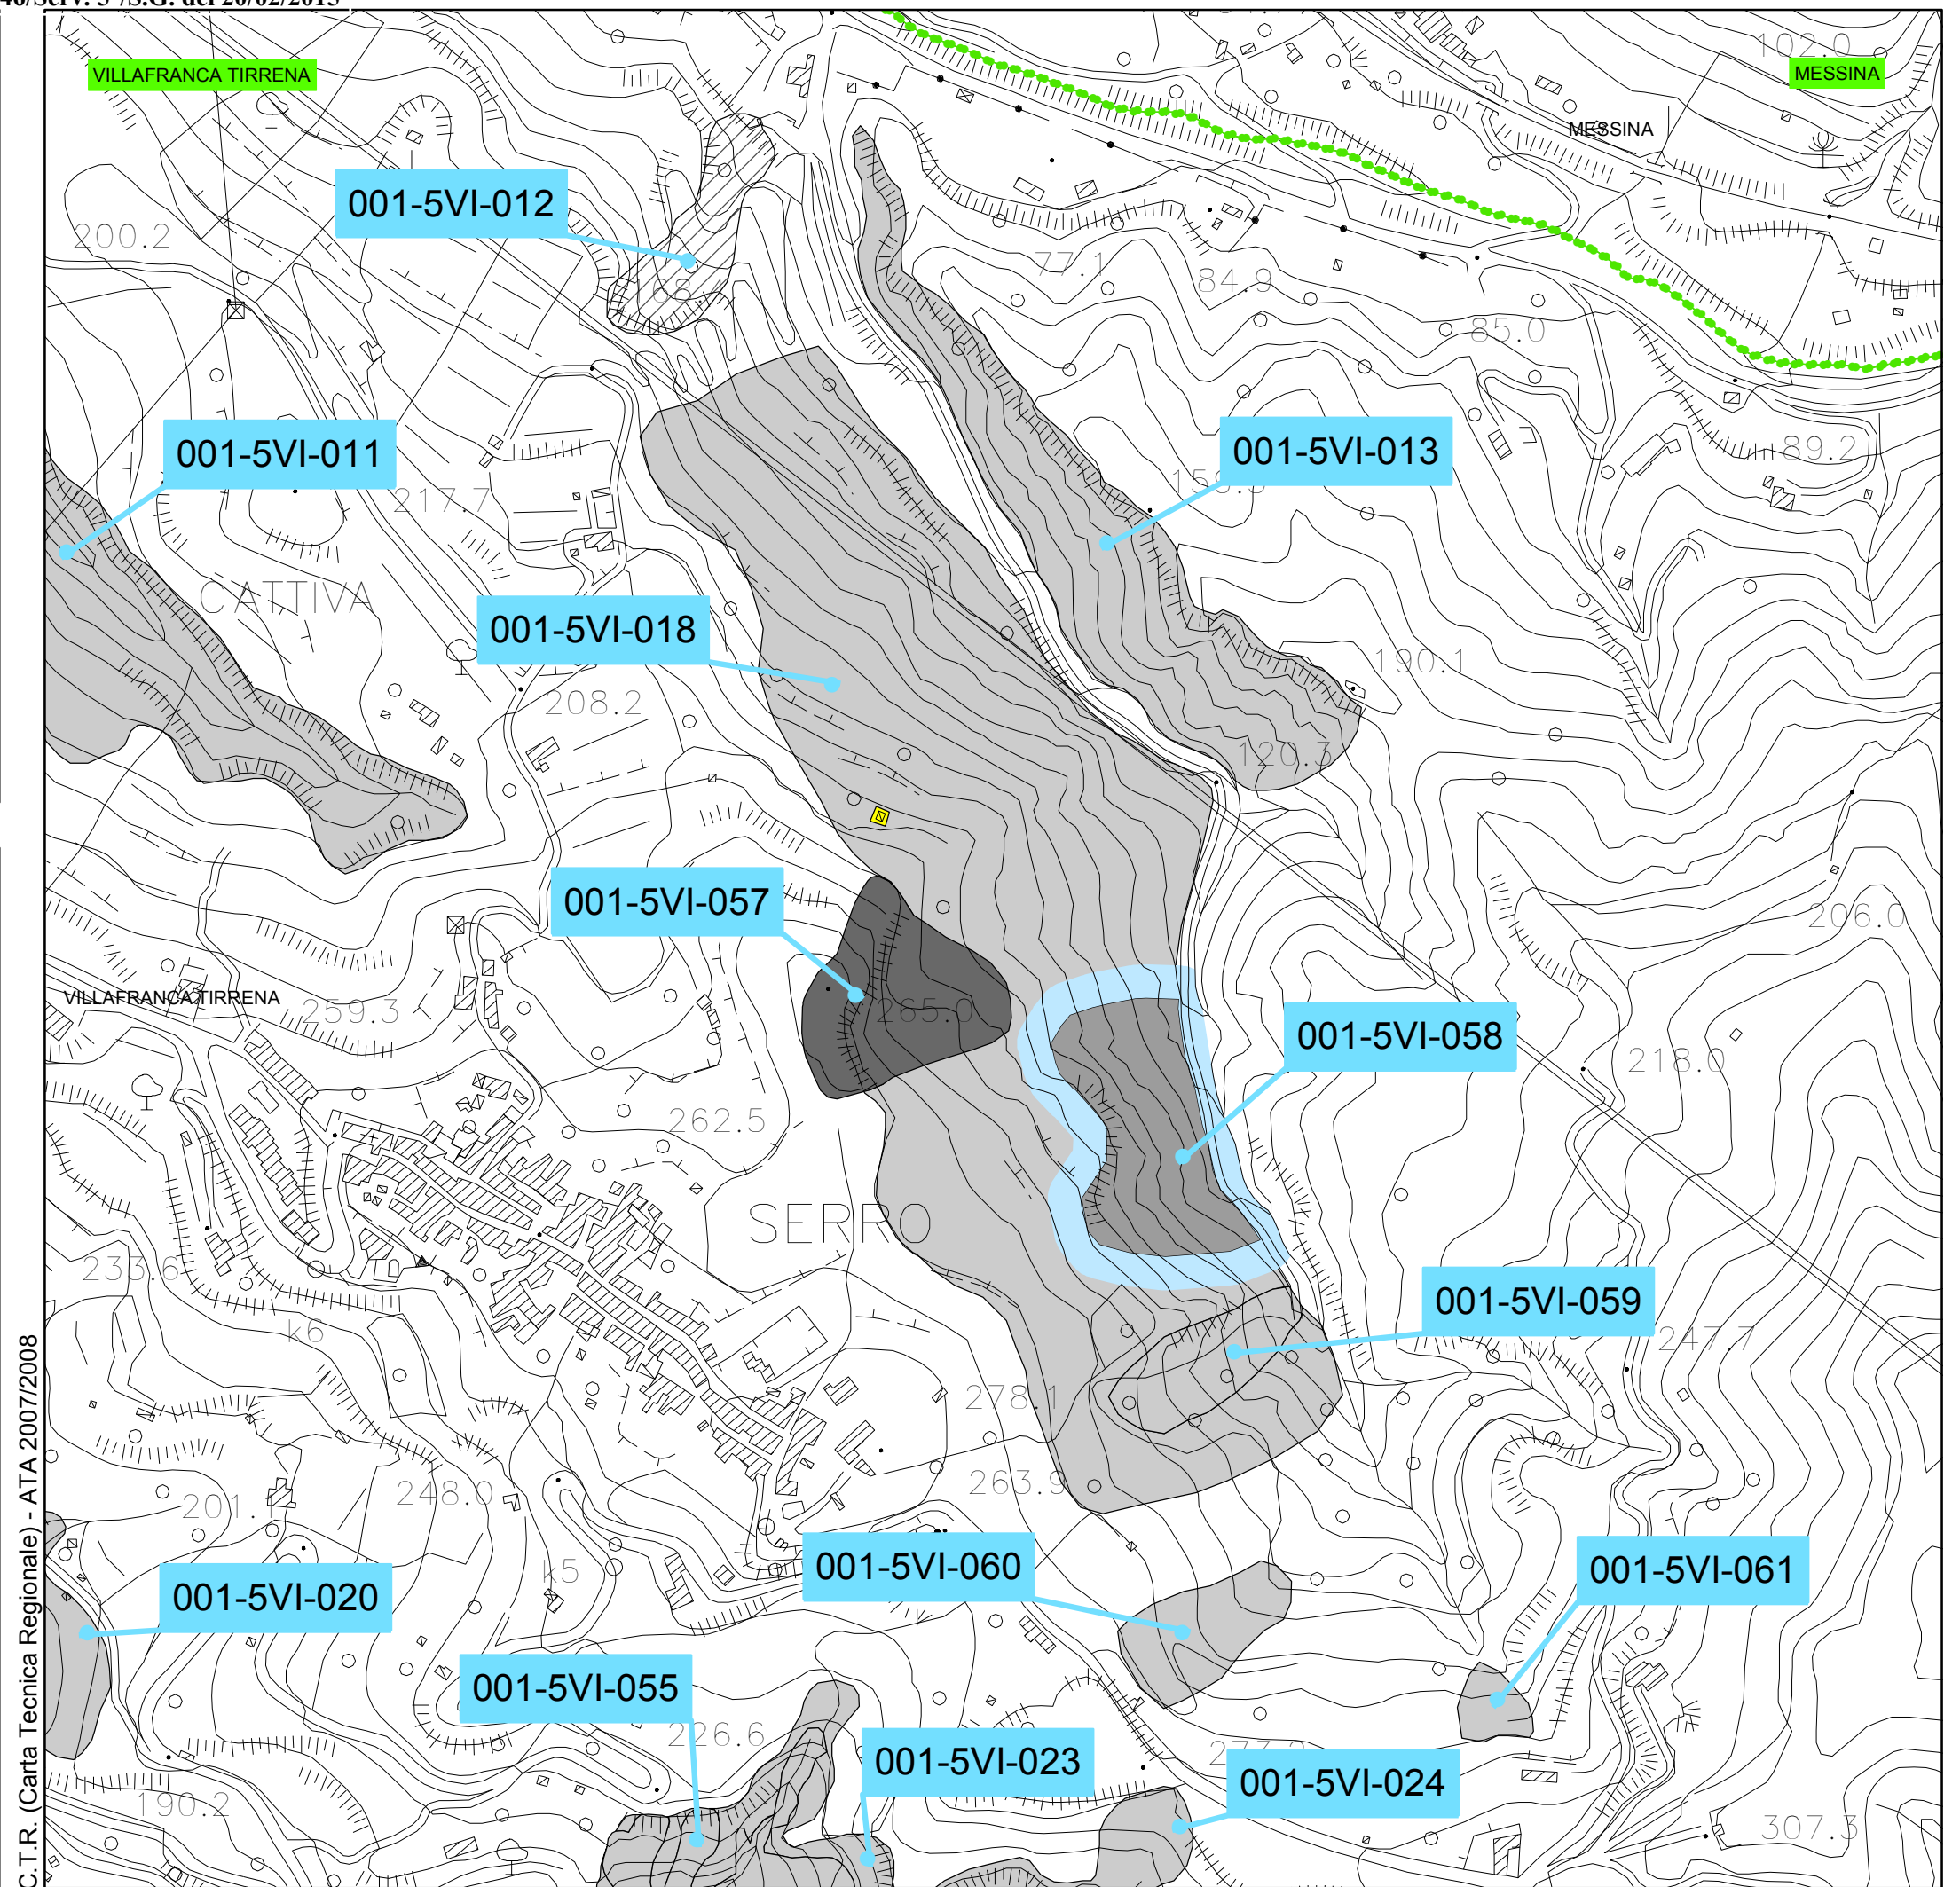 VILLAFRANCA TIRRENA
MESSINA
102.0
MESSINA
001-5VI-012
200.2
77.1
84.9
85.0
001-5VI-011
001-5VI-013
89.2
217.7
CATTIVA
001-5VI-018
190.1
208.2
120.3
001-5VI-057
206.0
VILLAFRANCA TIRRENA
259.3
265.0
001-5VI-058
218.0
262.5
SERRO
233.6
001-5VI-059
k6
247.7
278.1
263.9
248.0
201.1
k5
001-5VI-060
001-5VI-061
001-5VI-020
001-5VI-055
226.6
001-5VI-023
001-5VI-024
190.2
307.3
C.T.R. (Carta Tecnica Regionale) - ATA 2007/2008